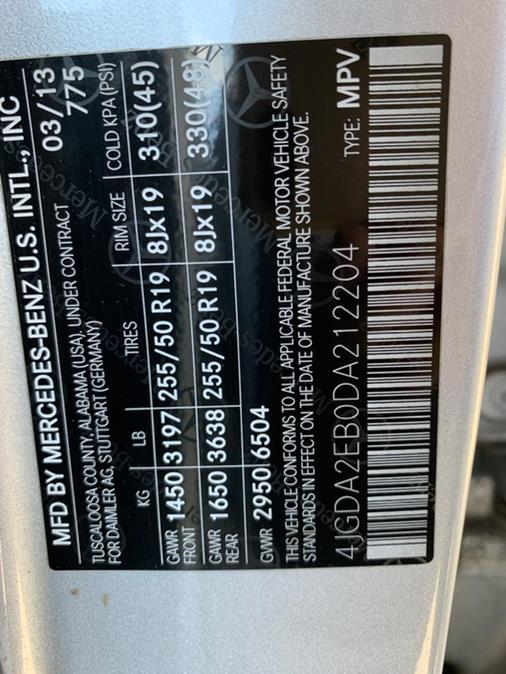 MFD BY MERCEDES-BENZ U.S. INTL., INC
03/13
TUSCALOOSA COUNTY, ALABAMA (USA), UNDER CONTRACT
775
FOR DAIMLER AG, STUTTGART (GERMANY)
KG LB TIRES RIM SIZE COLD KPA (PSI)
GAWR FRONT 1450 3197 255/50 R19 8Jx19 310(45)
GAWR REAR 1650 3638 255/50 R19 8Jx19 330(48)
GVWR 2950 6504
THIS VEHICLE CONFORMS TO ALL APPLICABLE FEDERAL MOTOR VEHICLE SAFETY
STANDARDS IN EFFECT ON THE DATE OF MANUFACTURE SHOWN ABOVE.
4JGDA2EB0DA212204 TYPE: MPV